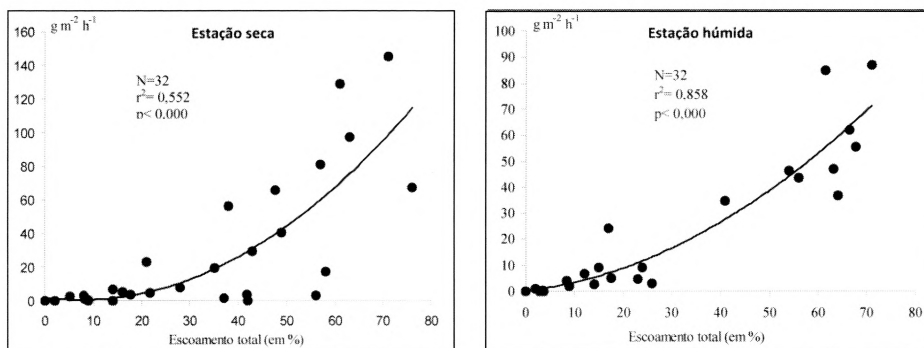 g m⁻² h⁻¹
Estação seca
160
140
120
100
80
60
40
20
0
N=32
r²= 0,552
p< 0,000
0 10 20 30 40 50 60 70 80
Escoamento total (em %)
g m⁻² h⁻¹
Estação húmida
100
90
80
70
60
50
40
30
20
10
0
N=32
r²= 0,858
p< 0,000
0 10 20 30 40 50 60 70 80
Escoamento total (em %)